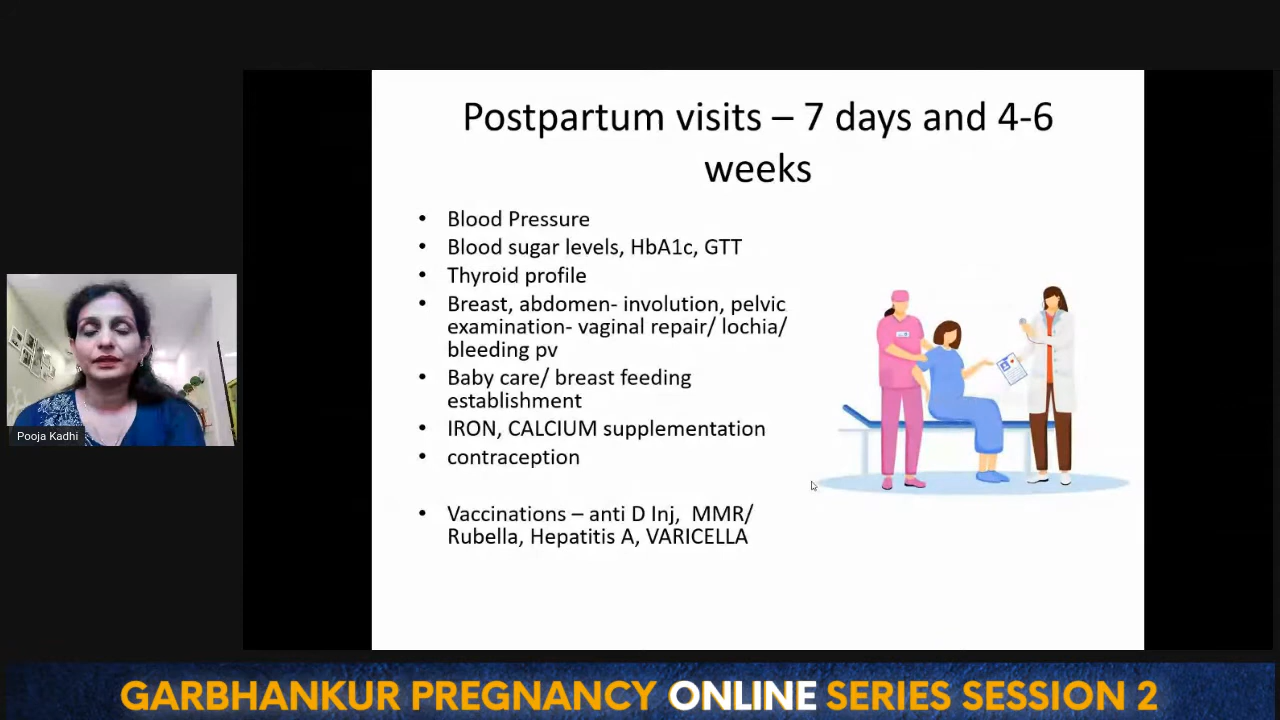 Postpartum visits – 7 days and 4-6
weeks
• Blood Pressure
• Blood sugar levels, HbA1c, GTT
• Thyroid profile
• Breast, abdomen- involution, pelvic
examination- vaginal repair/ lochia/
bleeding pv
• Baby care/ breast feeding
establishment
• IRON, CALCIUM supplementation
• contraception
• Vaccinations – anti D Inj, MMR/
Rubella, Hepatitis A, VARICELLA
Pooja Kadhi
GARBHANKUR PREGNANCY ONLINE SERIES SESSION 2